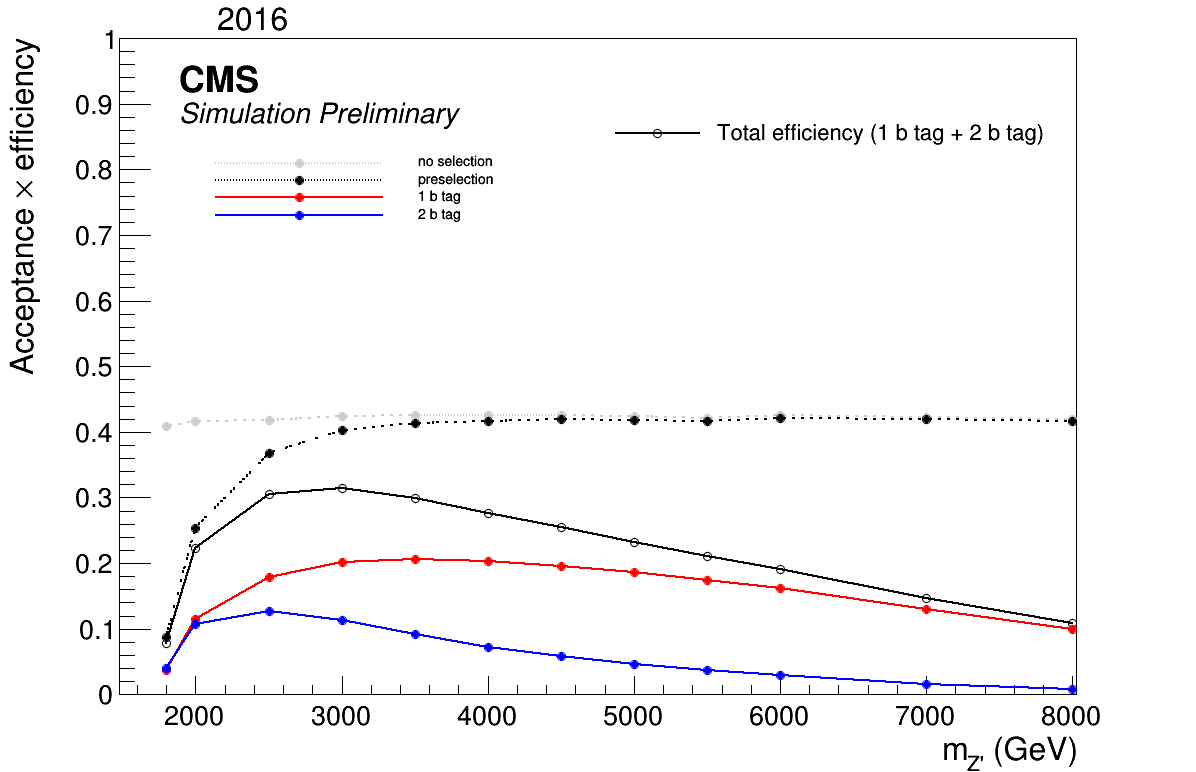 2016
CMS
Simulation Preliminary
Total efficiency (1 b tag + 2 b tag)
no selection
preselection
1 b tag
2 b tag
Acceptance × efficiency
1
0.9
0.8
0.7
0.6
0.5
0.4
0.3
0.2
0.1
0
2000 3000 4000 5000 6000 7000 8000
m_Z' (GeV)